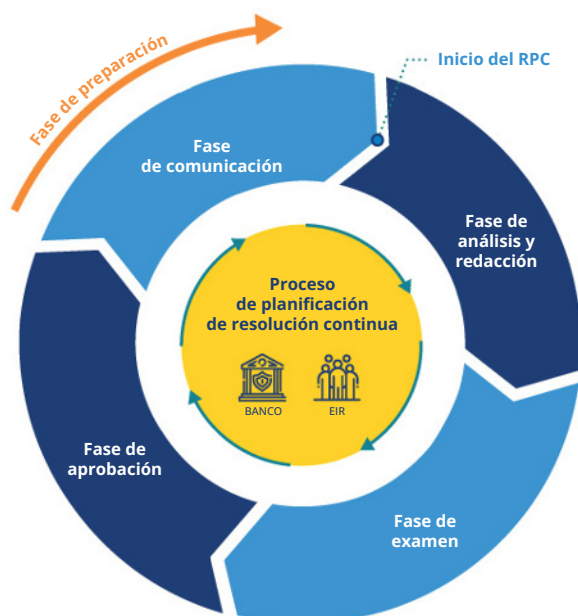 Fase de preparación
Inicio del RPC
Fase
de comunicación
Fase de
análisis y
redacción
Proceso
de planificación
de resolución continua
BANCO
EIR
Fase de
aprobación
Fase de
examen